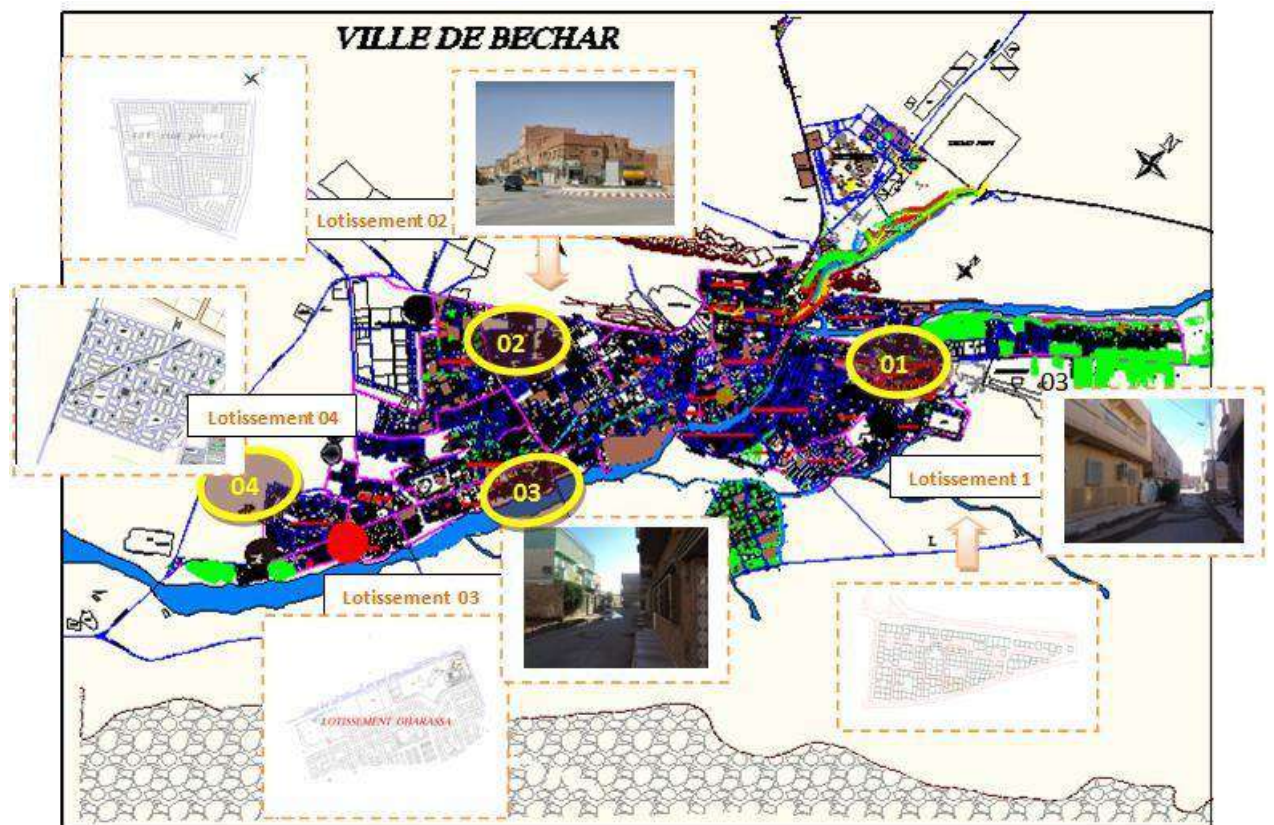 VILLE DE BECHAR
N
Lotissement 02
02
01
03
Lotissement 04
04
03
Lotissement 1
L
Lotissement 03
LOTISSEMENT DHARASSA